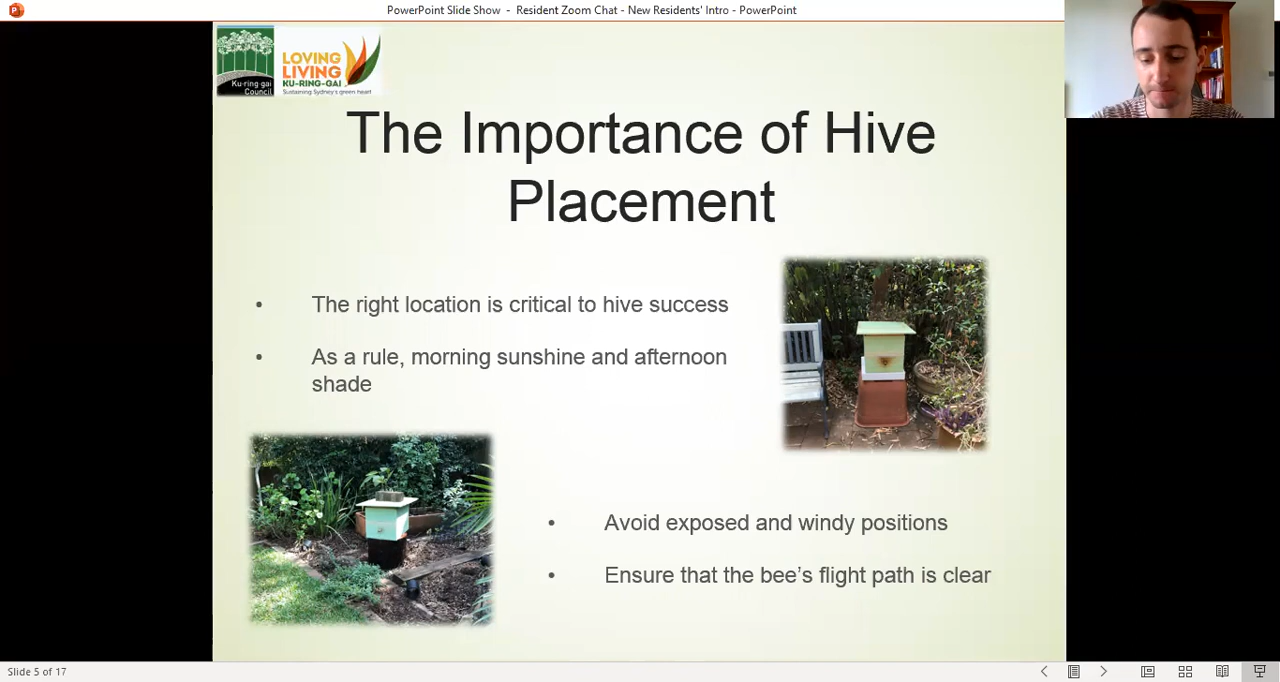 PowerPoint Slide Show - Resident Zoom Chat - New Residents' Intro - PowerPoint
Ku-ring gai
Council
LOVING
LIVING
KU-RING-GAI
Sustaining Sydney's green heart
The Importance of Hive
Placement
• The right location is critical to hive success
• As a rule, morning sunshine and afternoon
shade
• Avoid exposed and windy positions
• Ensure that the bee’s flight path is clear
Slide 5 of 17